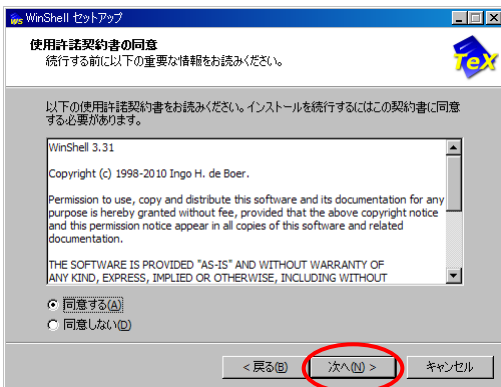 WinShell セットアップ
使用許諾契約書の同意
続行する前に以下の重要な情報をお読みください。
TeX
以下の使用許諾契約書をお読みください。インストールを続行するにはこの契約書に同意
する必要があります。
WinShell 3.31
Copyright (c) 1998-2010 Ingo H. de Boer.
Permission to use, copy and distribute this software and its documentation for any
purpose is hereby granted without fee, provided that the above copyright notice
and this permission notice appear in all copies of this software and related
documentation.
THE SOFTWARE IS PROVIDED "AS-IS" AND WITHOUT WARRANTY OF
ANY KIND, EXPRESS, IMPLIED OR OTHERWISE, INCLUDING WITHOUT
同意する(A)
同意しない(D)
< 戻る(B) 次へ(N) > キャンセル